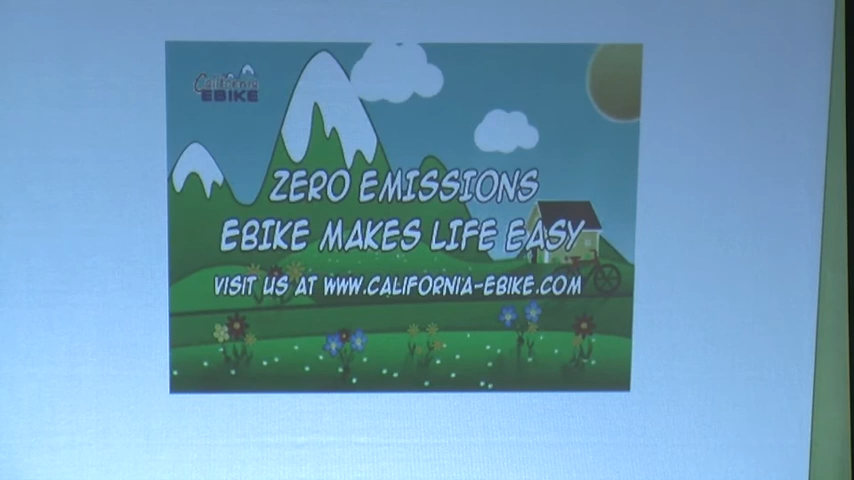 California
EBIKE
ZERO EMISSIONS
EBIKE MAKES LIFE EASY
VISIT US AT WWW.CALIFORNIA-EBIKE.COM